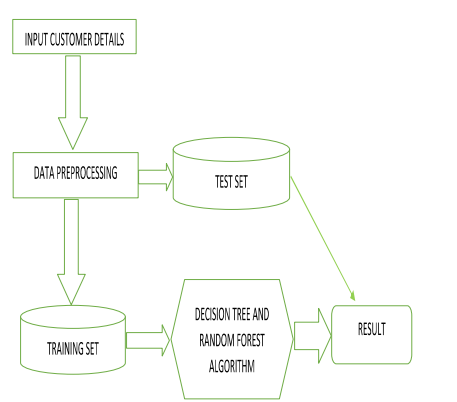 INPUT CUSTOMER DETAILS
DATA PREPROCESSING
TEST SET
TRAINING SET
DECISION TREE AND
RANDOM FOREST
ALGORITHM
RESULT